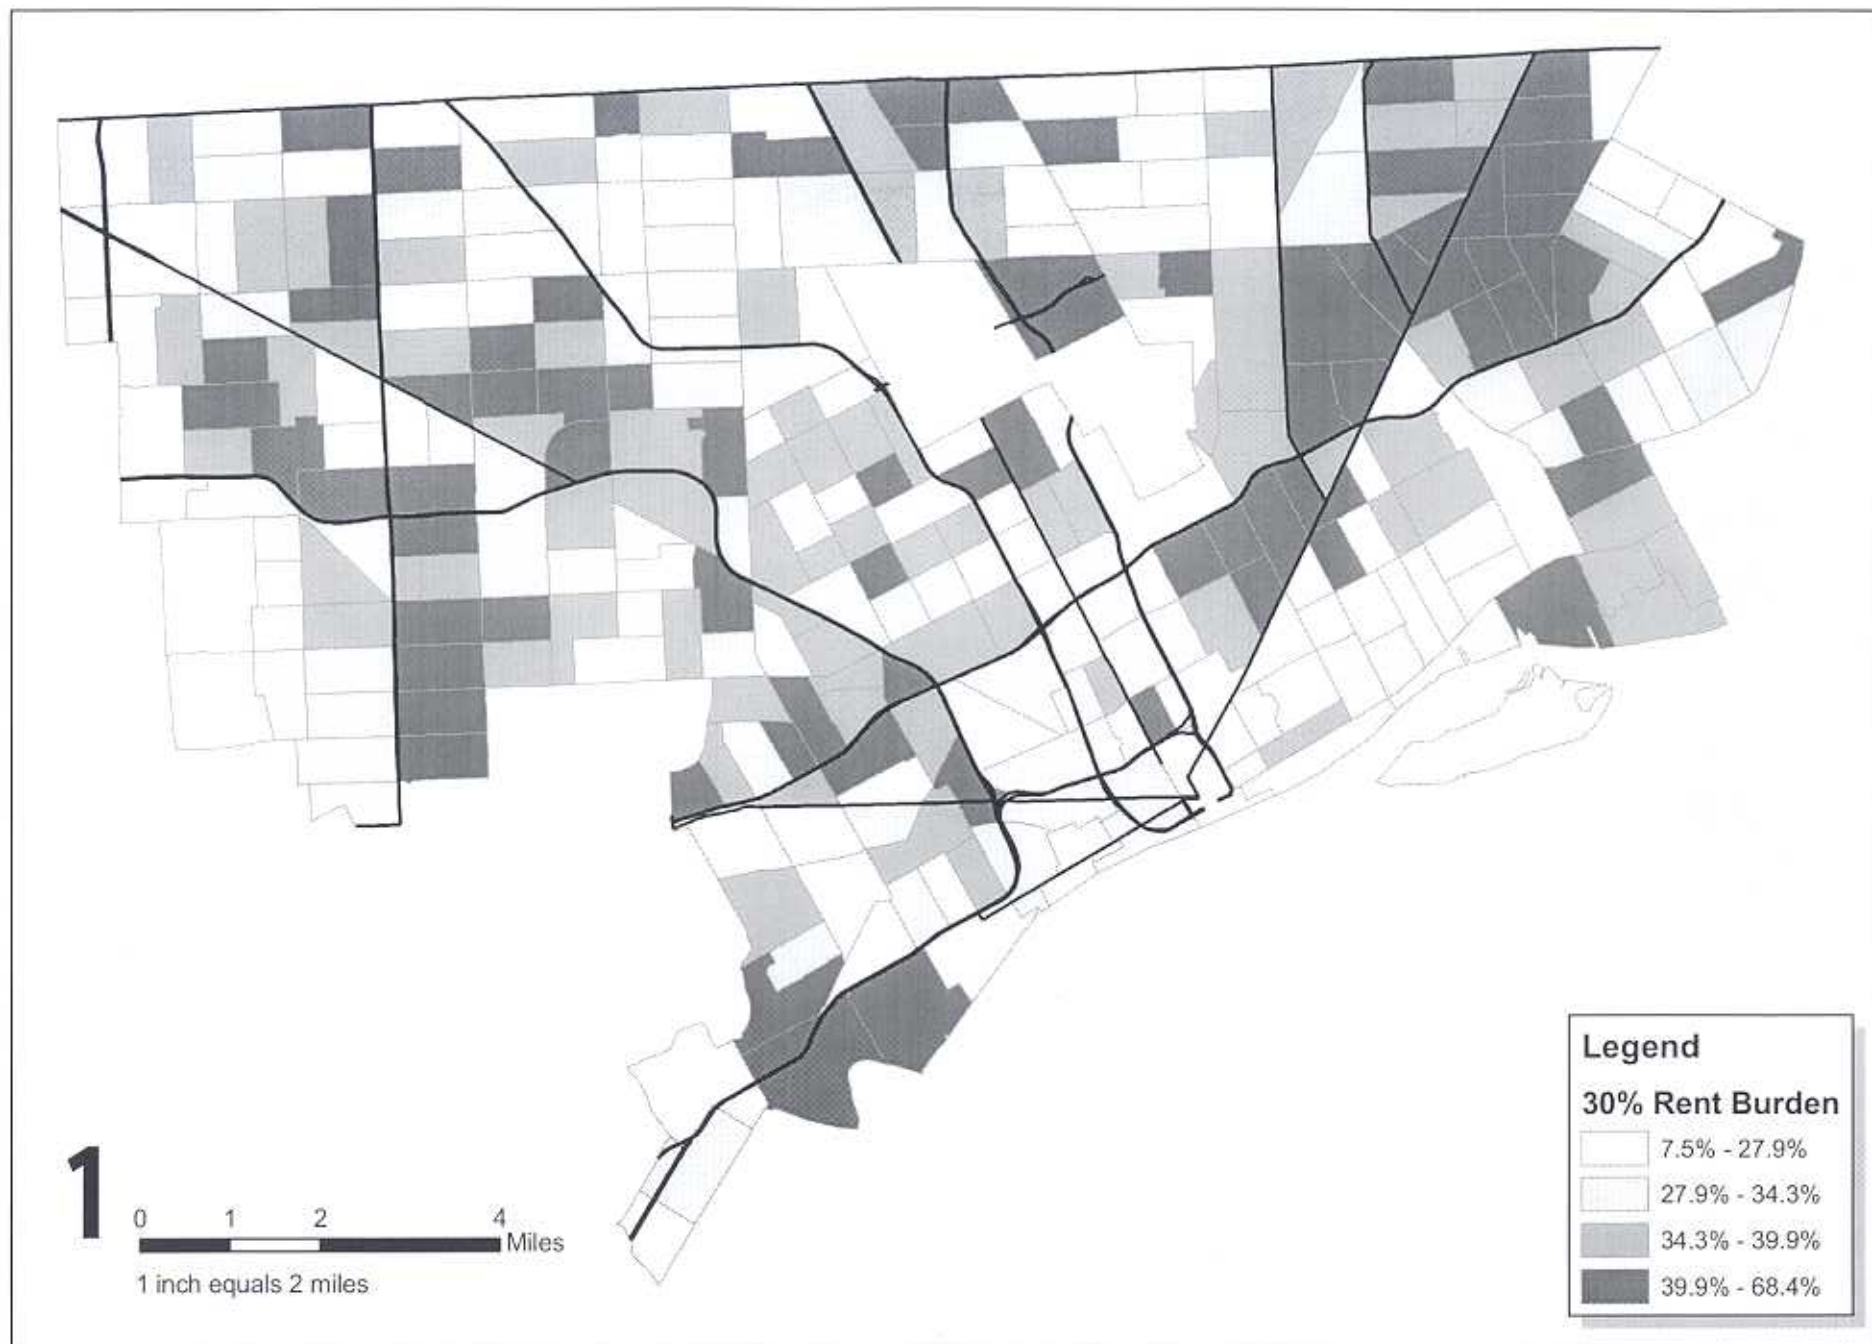 Legend
30% Rent Burden
7.5% - 27.9%
27.9% - 34.3%
34.3% - 39.9%
39.9% - 68.4%
1
0 1 2 4
Miles
1 inch equals 2 miles